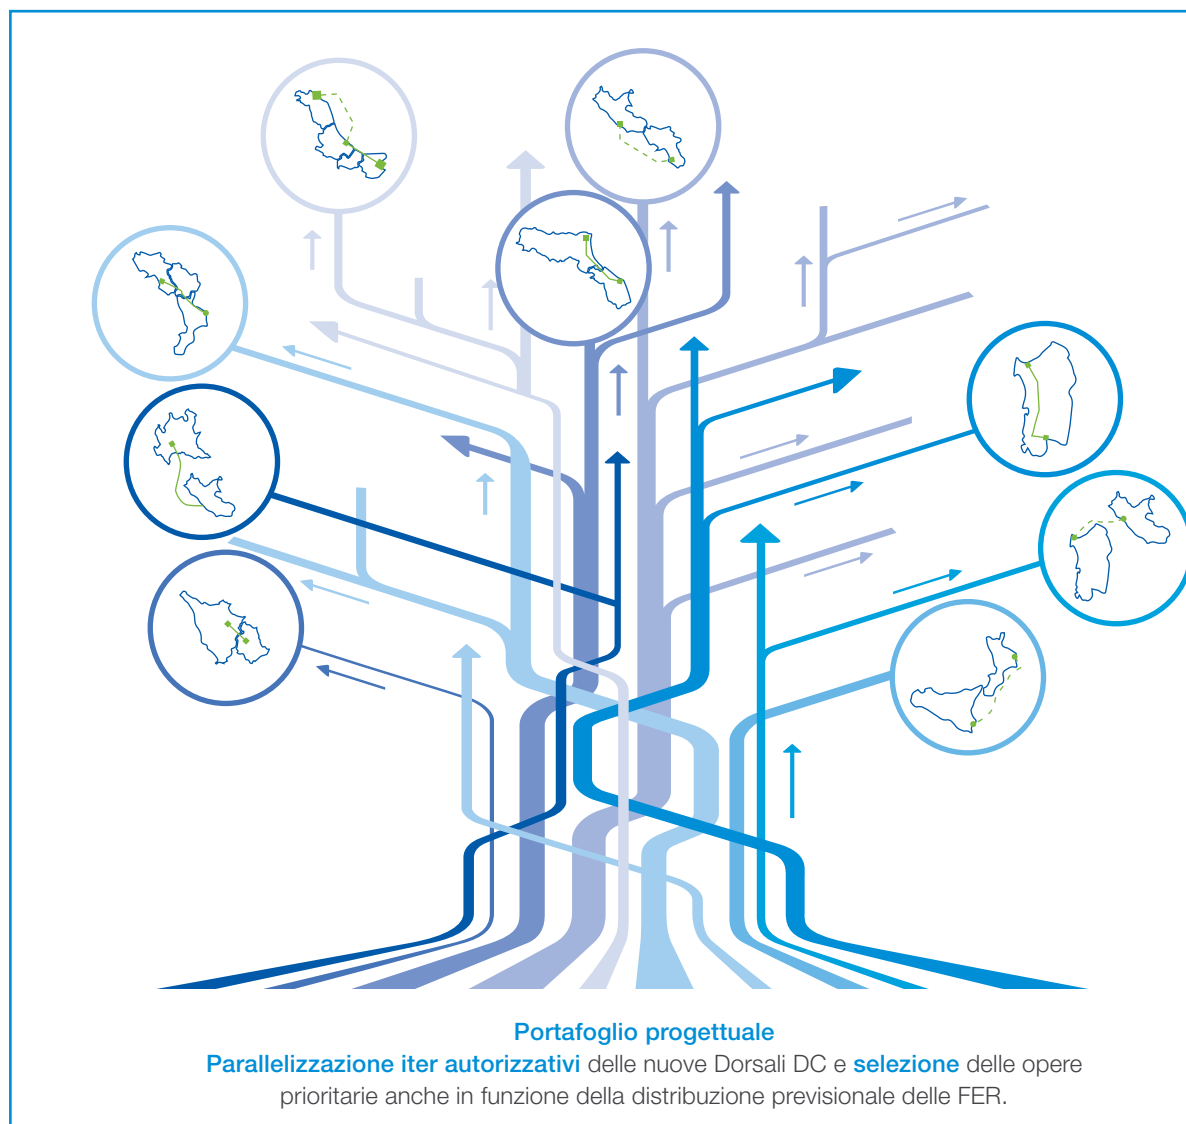 Portafoglio progettuale
Parallelizzazione iter autorizzativi delle nuove Dorsali DC e selezione delle opere
prioritarie anche in funzione della distribuzione previsionale delle FER.